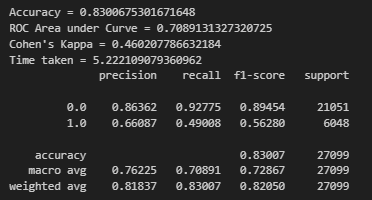 Accuracy = 0.8300675301671648
ROC Area under Curve = 0.7089131327320725
Cohen's Kappa = 0.460207786632184
Time taken = 5.222109079360962
precision recall f1-score support
0.0 0.86362 0.92775 0.89454 21051
1.0 0.66087 0.49008 0.56280 6048
accuracy 0.83007 27099
macro avg 0.76225 0.70891 0.72867 27099
weighted avg 0.81837 0.83007 0.82050 27099